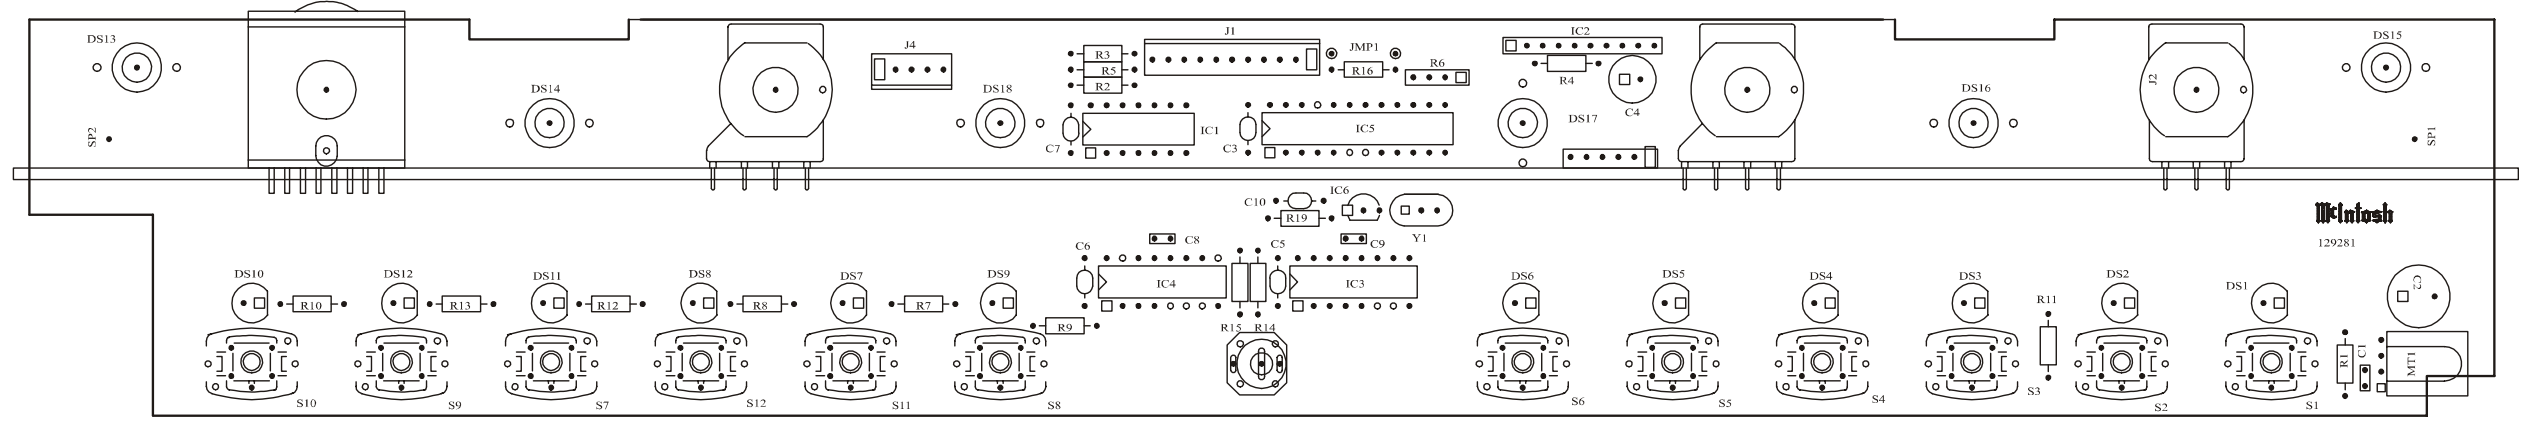 DS13
J4
J1
JMP1
IC2
DS15
R3
R5
R2
R16
R6
R4
C4
J2
DS14
DS18
DS16
DS17
SP2
C7
IC1
C3
IC5
SP1
C10
IC6
R19
Y1
McIntosh
129281
C6
C8
C5
C9
DS10
DS12
DS11
DS8
DS7
DS9
IC4
IC3
DS6
DS5
DS4
DS3
DS2
DS1
C2
R10
R13
R12
R8
R7
R9
R15
R14
R11
R1
C1
MT1
S10
S9
S7
S12
S11
S8
S6
S5
S4
S3
S2
S1